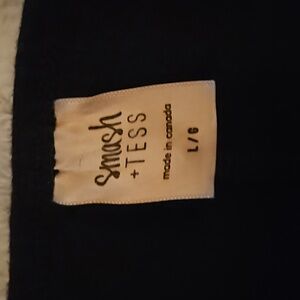 smash
+ TESS
made in canada
L / G